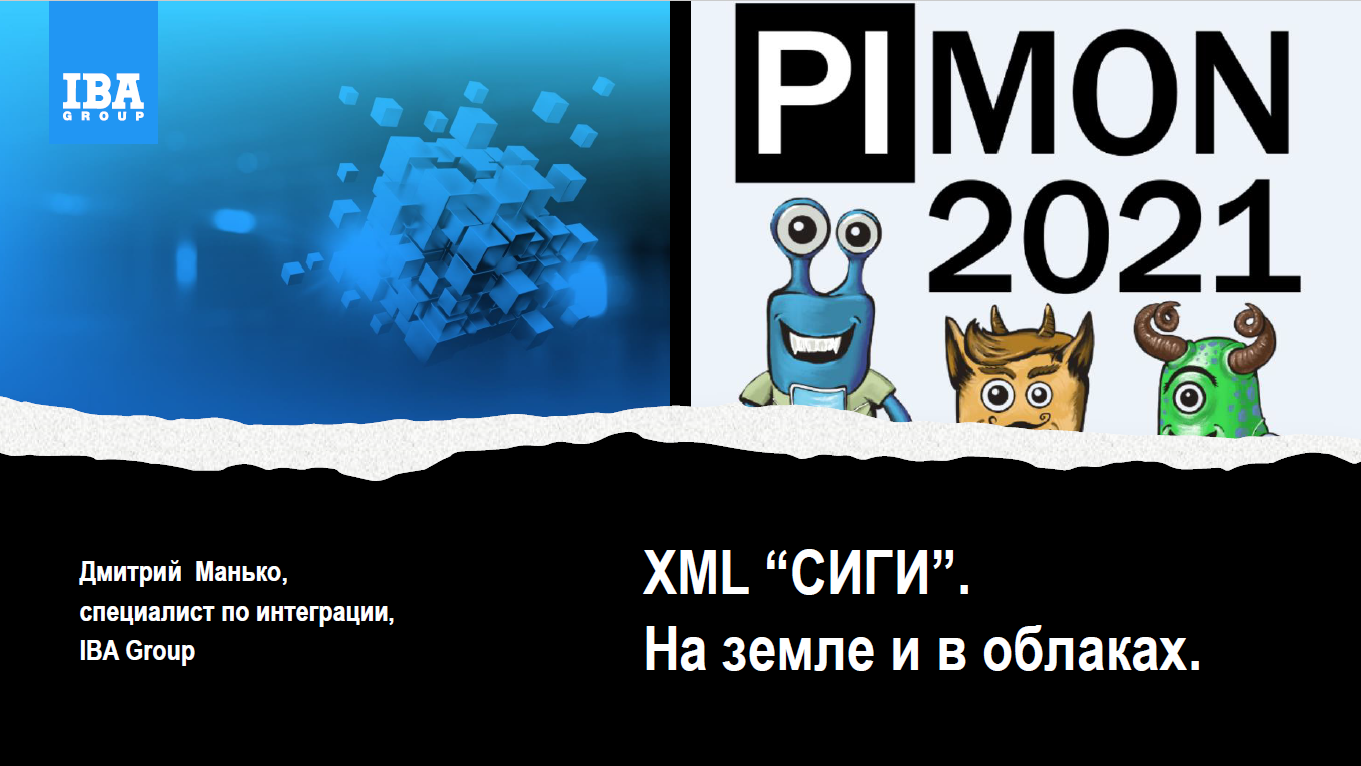 IBA
GROUP
PI MON
2021
Дмитрий Манько,
специалист по интеграции,
IBA Group
XML “СИГИ”.
На земле и в облаках.